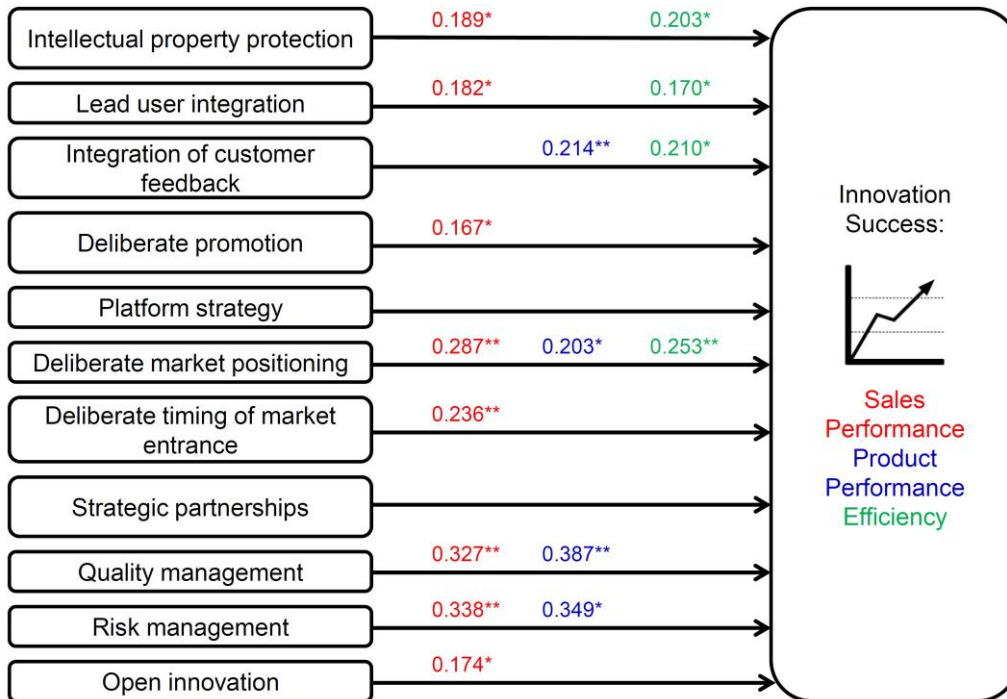 0.189* 0.203*
Intellectual property protection
0.182* 0.170*
Lead user integration
Integration of customer
feedback
0.214** 0.210*
0.167*
Deliberate promotion
Platform strategy
0.287** 0.203* 0.253**
Deliberate market positioning
Deliberate timing of market
entrance
0.236**
Strategic partnerships
0.327** 0.387**
Quality management
0.338** 0.349*
Risk management
0.174*
Open innovation
Innovation
Success:
Sales
Performance
Product
Performance
Efficiency